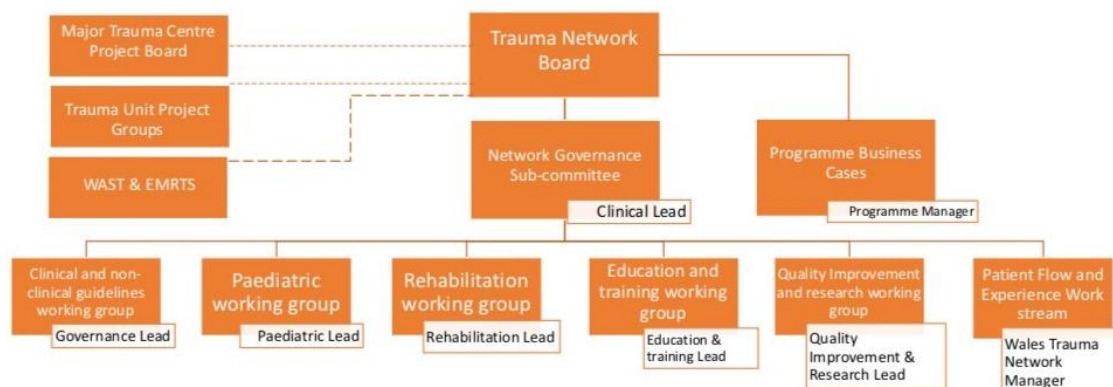 Major Trauma Centre
Project Board
Trauma Network
Board
Trauma Unit Project
Groups
WAST & EMRTS
Network Governance
Sub-committee
Clinical Lead
Programme Business
Cases
Programme Manager
Clinical and non-
clinical guidelines
working group
Governance Lead
Paediatric
working group
Paediatric Lead
Rehabilitation
working group
Rehabilitation Lead
Education and
training working
group
Education &
training Lead
Quality Improvement
and research working
group
Quality
Improvement &
Research Lead
Patient Flow and
Experience Work
stream
Wales Trauma
Network
Manager